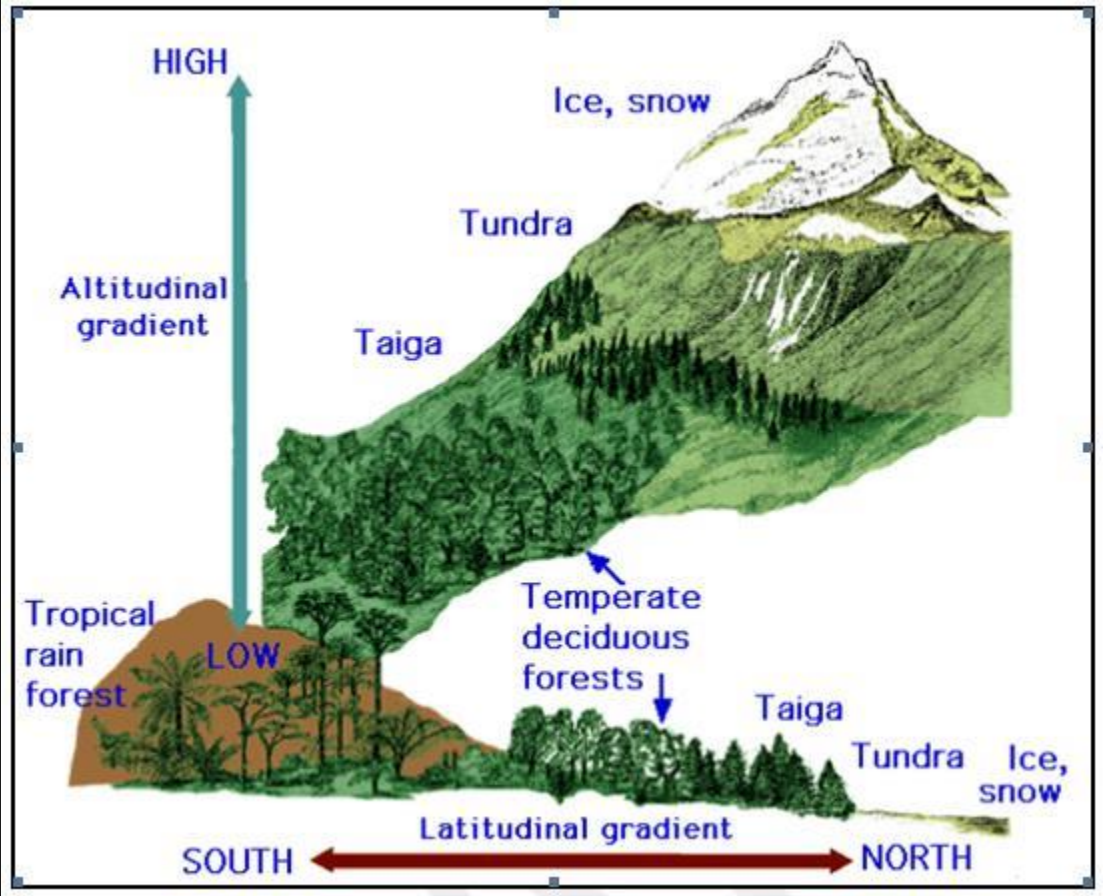 HIGH
Ice, snow
Tundra
Altitudinal
gradient
Taiga
Tropical
rain
forest
LOW
Temperate
deciduous
forests
Taiga
Tundra
Ice,
snow
Latitudinal gradient
SOUTH
NORTH